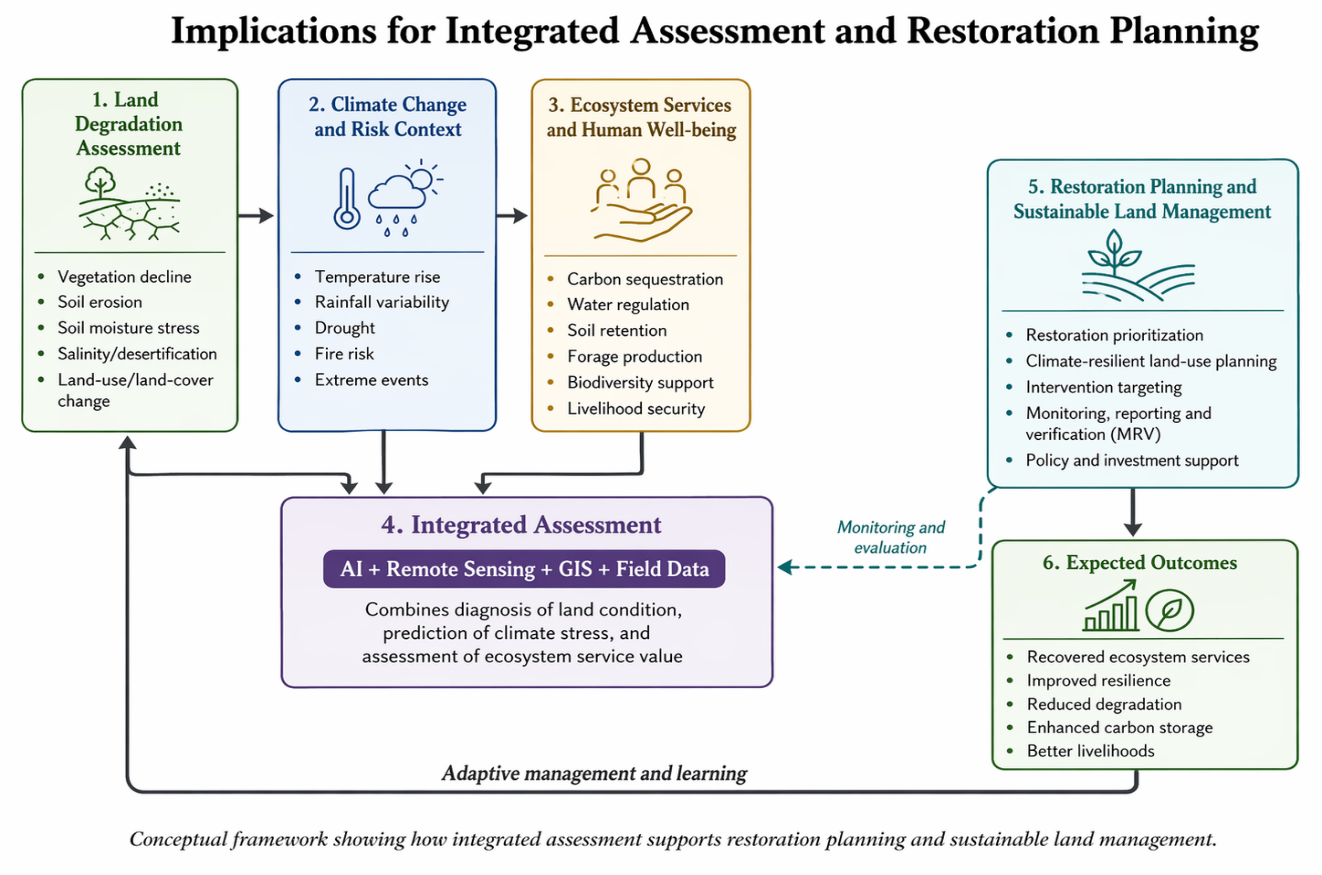 Implications for Integrated Assessment and Restoration Planning
1. Land
Degradation
Assessment
• Vegetation decline
• Soil erosion
• Soil moisture stress
• Salinity/desertification
• Land-use/land-cover
change
2. Climate Change
and Risk Context
• Temperature rise
• Rainfall variability
• Drought
• Fire risk
• Extreme events
3. Ecosystem Services
and Human Well-being
• Carbon sequestration
• Water regulation
• Soil retention
• Forage production
• Biodiversity support
• Livelihood security
4. Integrated Assessment
AI + Remote Sensing + GIS + Field Data
Combines diagnosis of land condition,
prediction of climate stress, and
assessment of ecosystem service value
Monitoring and
evaluation
5. Restoration Planning and
Sustainable Land Management
• Restoration prioritization
• Climate-resilient land-use planning
• Intervention targeting
• Monitoring, reporting and
verification (MRV)
• Policy and investment support
6. Expected Outcomes
• Recovered ecosystem services
• Improved resilience
• Reduced degradation
• Enhanced carbon storage
• Better livelihoods
Adaptive management and learning
Conceptual framework showing how integrated assessment supports restoration planning and sustainable land management.